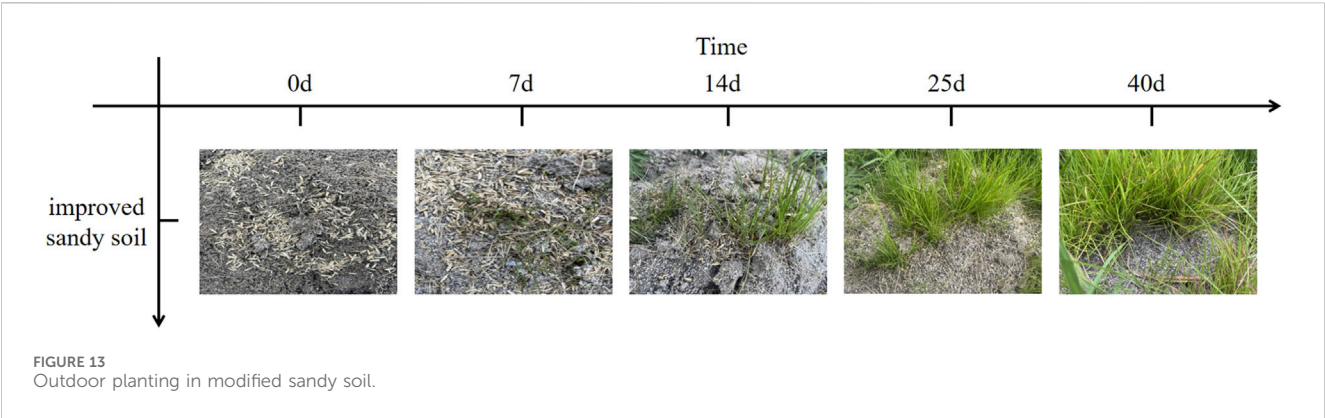 Time
0d
7d
14d
25d
40d
improved
sandy soil
FIGURE 13
Outdoor planting in modified sandy soil.